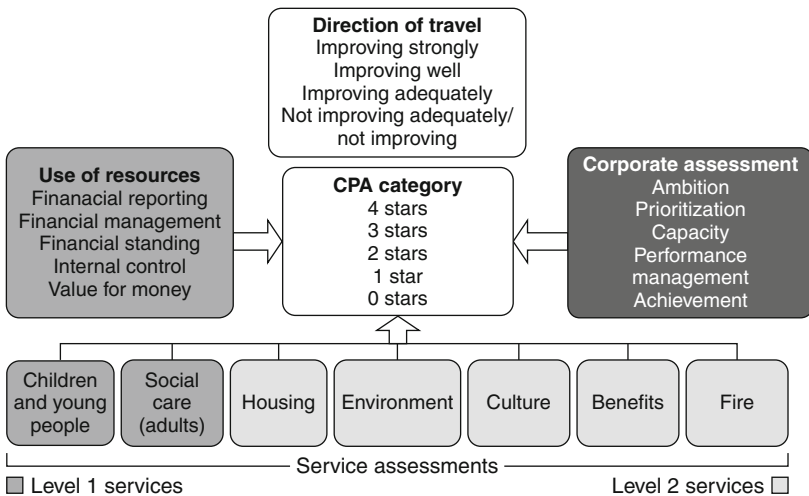 Direction of travel
Improving strongly
Improving well
Improving adequately
Not improving adequately/
not improving
Use of resources
Finanacial reporting
Financial management
Financial standing
Internal control
Value for money
CPA category
4 stars
3 stars
2 stars
1 star
0 stars
Corporate assessment
Ambition
Prioritization
Capacity
Performance
management
Achievement
Children
and young
people
Social
care
(adults)
Housing
Environment
Culture
Benefits
Fire
Service assessments
Level 1 services
Level 2 services